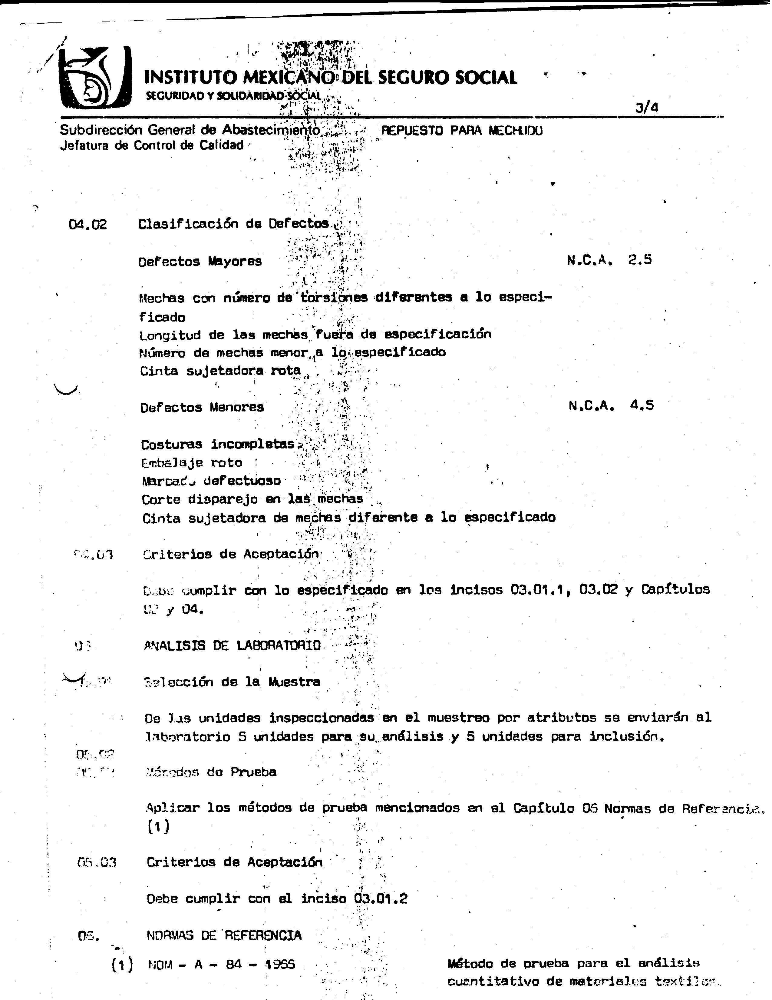 INSTITUTO MEXICANO DEL SEGURO SOCIAL
SEGURIDAD Y SOLIDARIDAD SOCIAL
3/4
Subdirección General de Abastecimiento REPUESTO PARA MECHUDO
Jefatura de Control de Calidad
04.02 Clasificación de Defectos
Defectos Mayores N.C.A. 2.5
Mechas con número de torsiones diferentes a lo especi-
ficado
Longitud de las mechas fuera de especificación
Número de mechas menor a lo especificado
Cinta sujetadora rota
Defectos Menores N.C.A. 4.5
Costuras incompletas
Embalaje roto
Marcado defectuoso
Corte disparejo en las mechas
Cinta sujetadora de mechas diferente a lo especificado
04.03 Criterios de Aceptación
Debe cumplir con lo especificado en los incisos 03.01.1, 03.02 y Capítulos
02 y 04.
ANALISIS DE LABORATORIO
Selección de la Muestra
De las unidades inspeccionadas en el muestreo por atributos se enviarán al
laboratorio 5 unidades para su análisis y 5 unidades para inclusión.
05.02
Métodos de Prueba
Aplicar los métodos de prueba mencionados en el Capítulo 06 Normas de Referencia.
(1)
05.03 Criterios de Aceptación
Debe cumplir con el inciso 03.01.2
06. NORMAS DE REFERENCIA
(1) NOM - A - 84 - 1965 Método de prueba para el análisis
cuantitativo de materiales textiles.